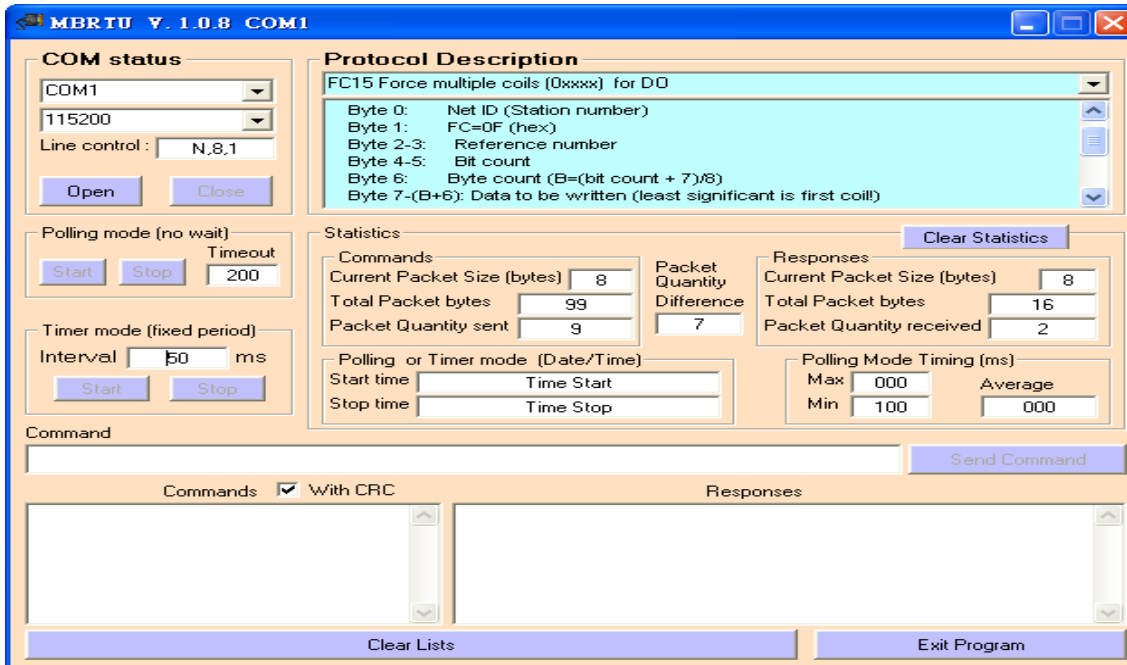 MBRTU V. 1.0.8 COM1
COM status
COM1
115200
Line control : N,8,1
Open Close
Protocol Description
FC15 Force multiple coils (0xxxx) for DO
Byte 0: Net ID (Station number)
Byte 1: FC=0F (hex)
Byte 2-3: Reference number
Byte 4-5: Bit count
Byte 6: Byte count (B=(bit count + 7)/8)
Byte 7-(B+6): Data to be written (least significant is first coil!)
Polling mode (no wait)
Timeout
Start Stop 200
Timer mode (fixed period)
Interval 50 ms
Start Stop
Statistics
Clear Statistics
Commands
Current Packet Size (bytes) 8
Total Packet bytes 99
Packet Quantity sent 9
Packet
Quantity
Difference
7
Responses
Current Packet Size (bytes) 8
Total Packet bytes 16
Packet Quantity received 2
Polling or Timer mode (Date/Time)
Start time Time Start
Stop time Time Stop
Polling Mode Timing (ms)
Max 000 Average
Min 100 000
Command
Send Command
Commands With CRC
Responses
Clear Lists
Exit Program